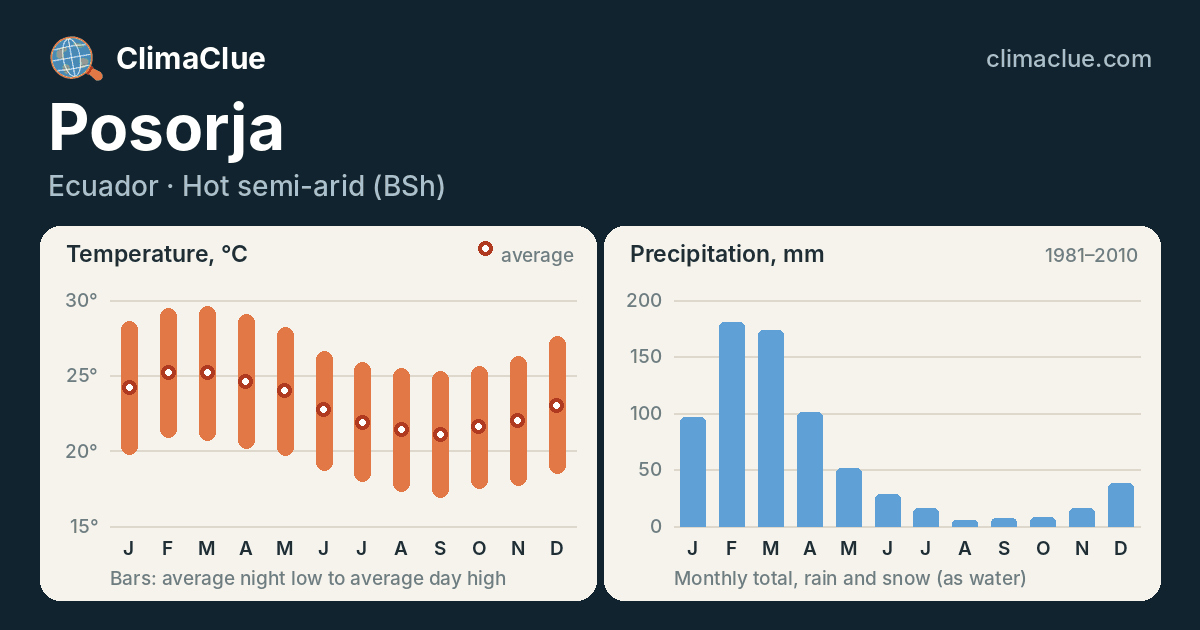 ClimaClue
climaclue.com
Posorja
Ecuador · Hot semi-arid (BSh)
Temperature, °C
average
30°
25°
20°
15°
J F M A M J J A S O N D
Bars: average night low to average day high
Precipitation, mm
1981–2010
200
150
100
50
0
J F M A M J J A S O N D
Monthly total, rain and snow (as water)